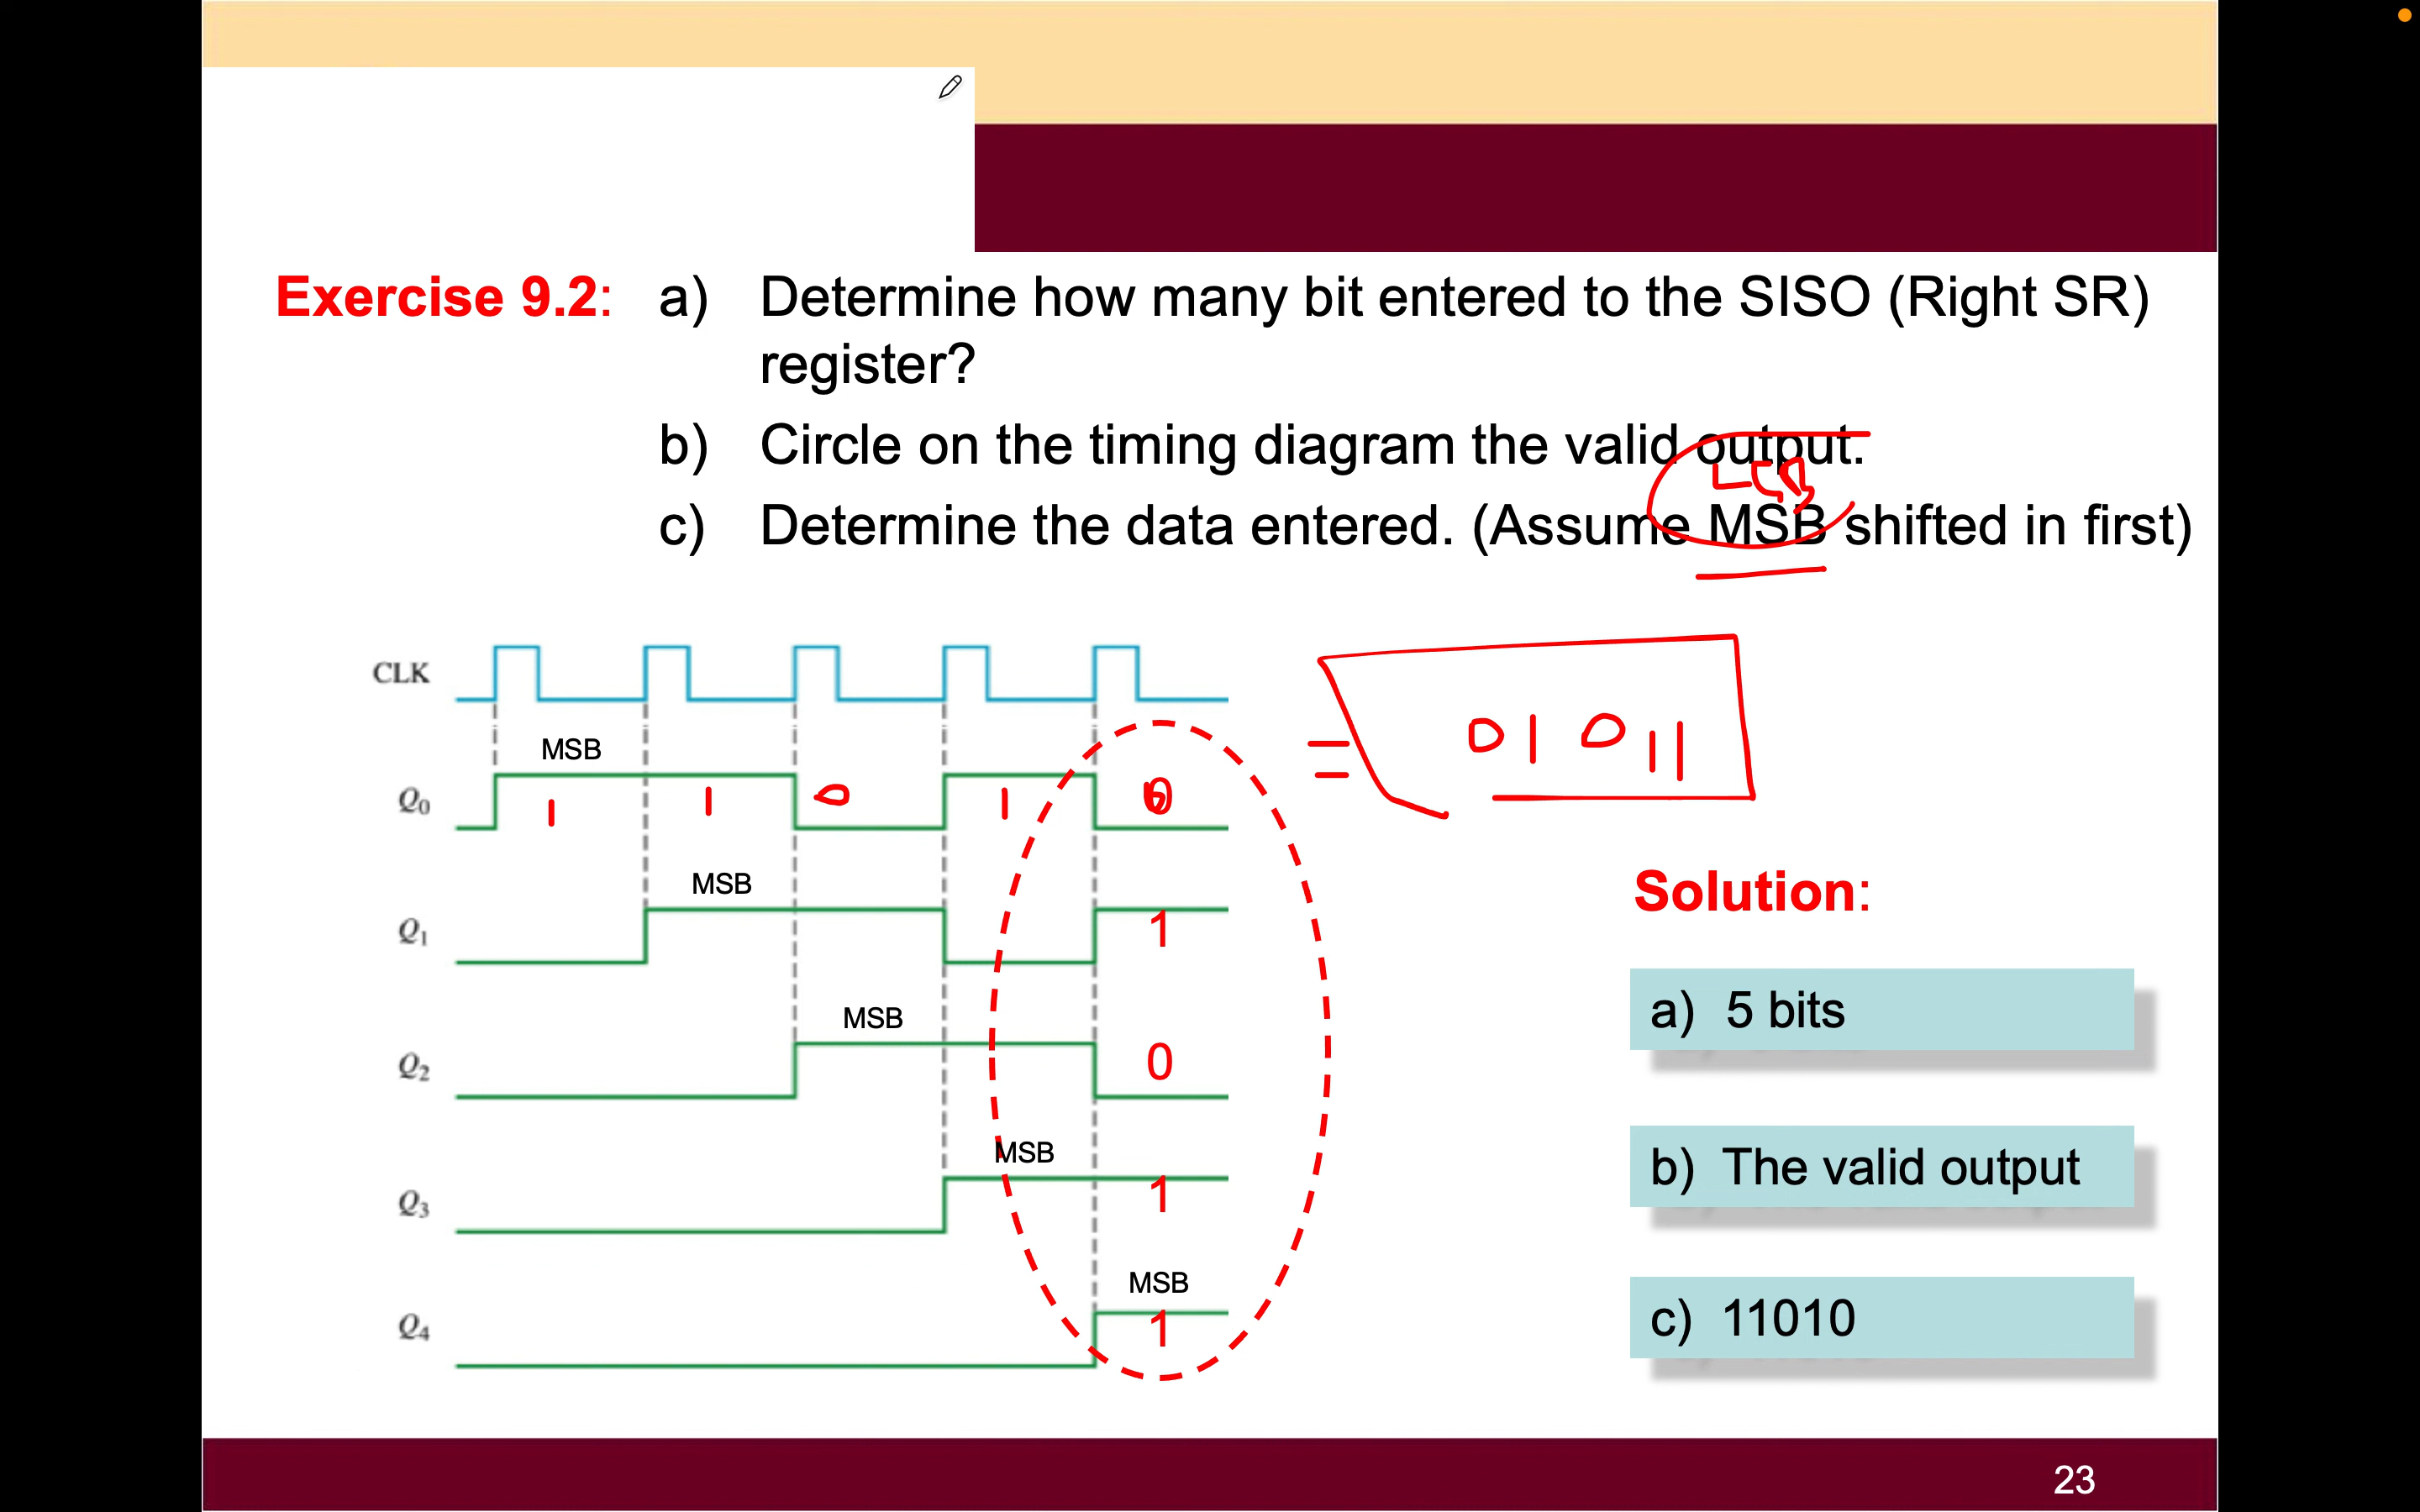 Exercise 9.2: a) Determine how many bit entered to the SISO (Right SR)
register?
b) Circle on the timing diagram the valid output.
LSB
c) Determine the data entered. (Assume MSB shifted in first)
CLK
MSB
Q0 1 1 0 1 0
MSB
Q1 1
MSB
Q2 0
MSB
Q3 1
MSB
Q4 1
= 01011
Solution:
a) 5 bits
b) The valid output
c) 11010
23